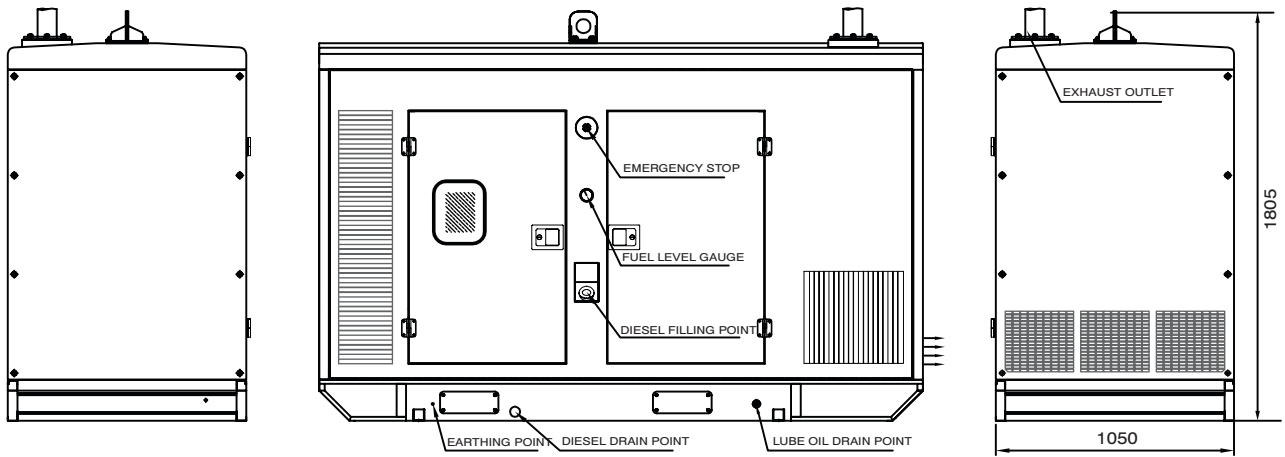 EXHAUST OUTLET
EMERGENCY STOP
1805
FUEL LEVEL GAUGE
DIESEL FILLING POINT
EARTHING POINT
DIESEL DRAIN POINT
LUBE OIL DRAIN POINT
1050